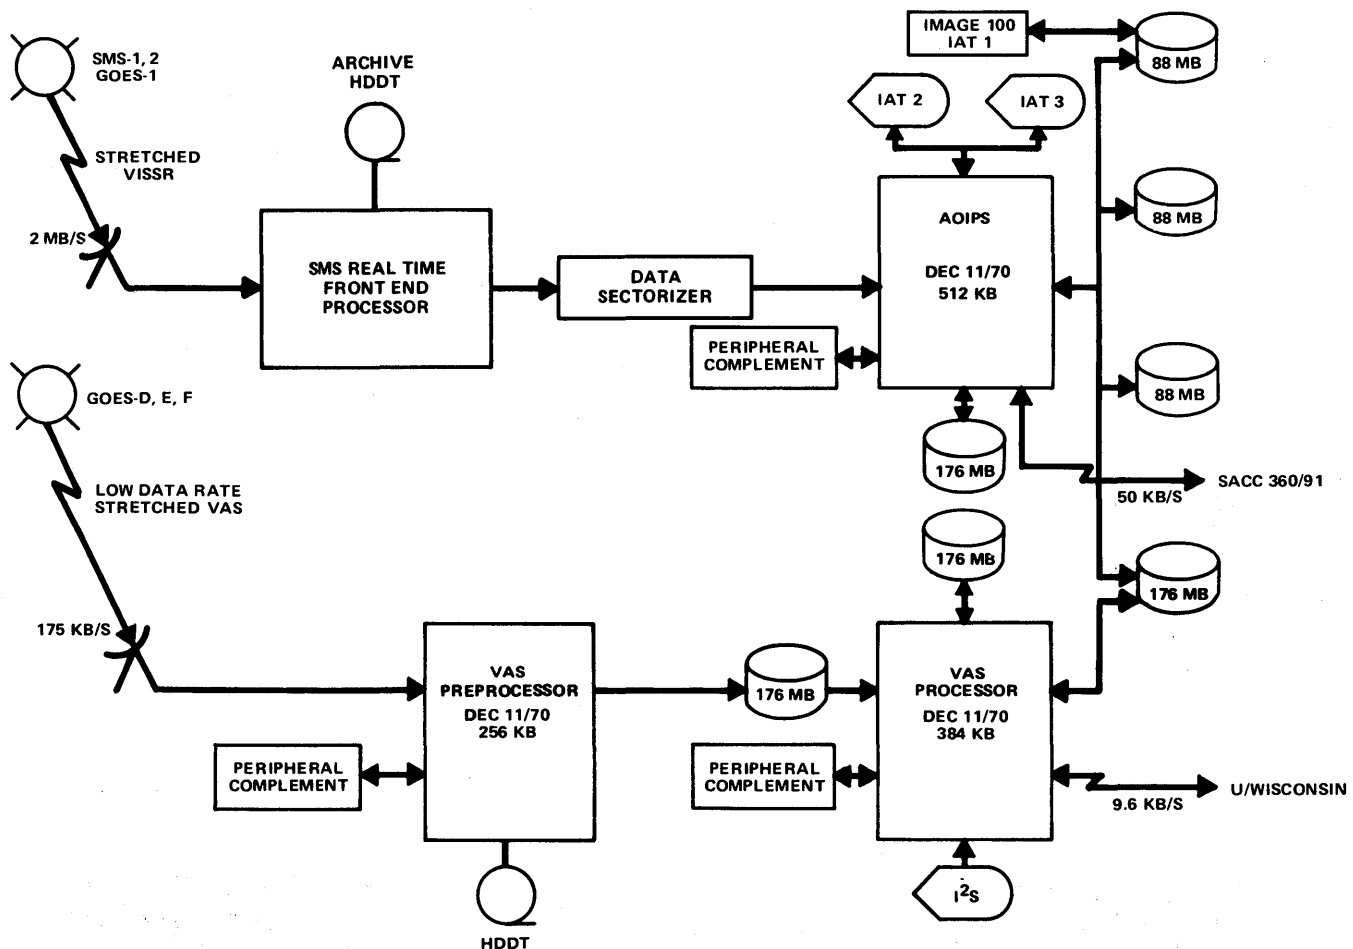 SMS-1, 2
GOES-1
STRETCHED
VISSR
2 MB/S
ARCHIVE
HDDT
SMS REAL TIME
FRONT END
PROCESSOR
DATA
SECTORIZER
IMAGE 100
IAT 1
IAT 2
IAT 3
AOIPS
DEC 11/70
512 KB
PERIPHERAL
COMPLEMENT
88 MB
88 MB
88 MB
176 MB
176 MB
176 MB
50 KB/S
SACC 360/91
GOES-D, E, F
LOW DATA RATE
STRETCHED VAS
175 KB/S
VAS
PREPROCESSOR
DEC 11/70
256 KB
PERIPHERAL
COMPLEMENT
HDDT
176 MB
VAS
PROCESSOR
DEC 11/70
384 KB
PERIPHERAL
COMPLEMENT
9.6 KB/S
U/WISCONSIN
I²S